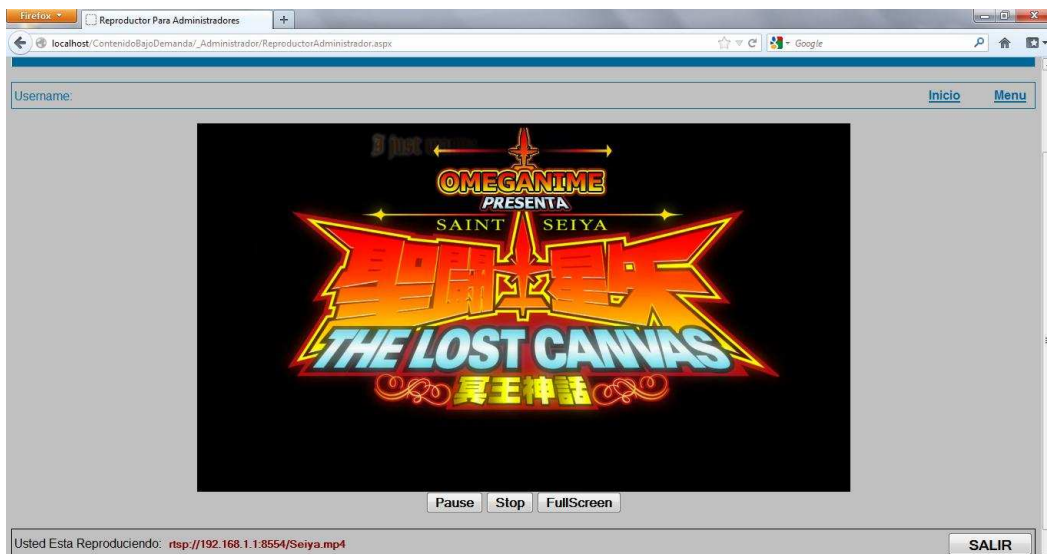 Firefox
Reproductor Para Administradores
localhost/ContenidoBajoDemanda/_Administrador/ReproductorAdministrador.aspx
Google
Username:
Inicio
Menu
I just
OMEGANIME
PRESENTA
SAINT SEIYA
聖闘士星矢
THE LOST CANVAS
冥王神話
Pause
Stop
FullScreen
Usted Esta Reproduciendo: rtsp://192.168.1.1:8554/Seiya.mp4
SALIR